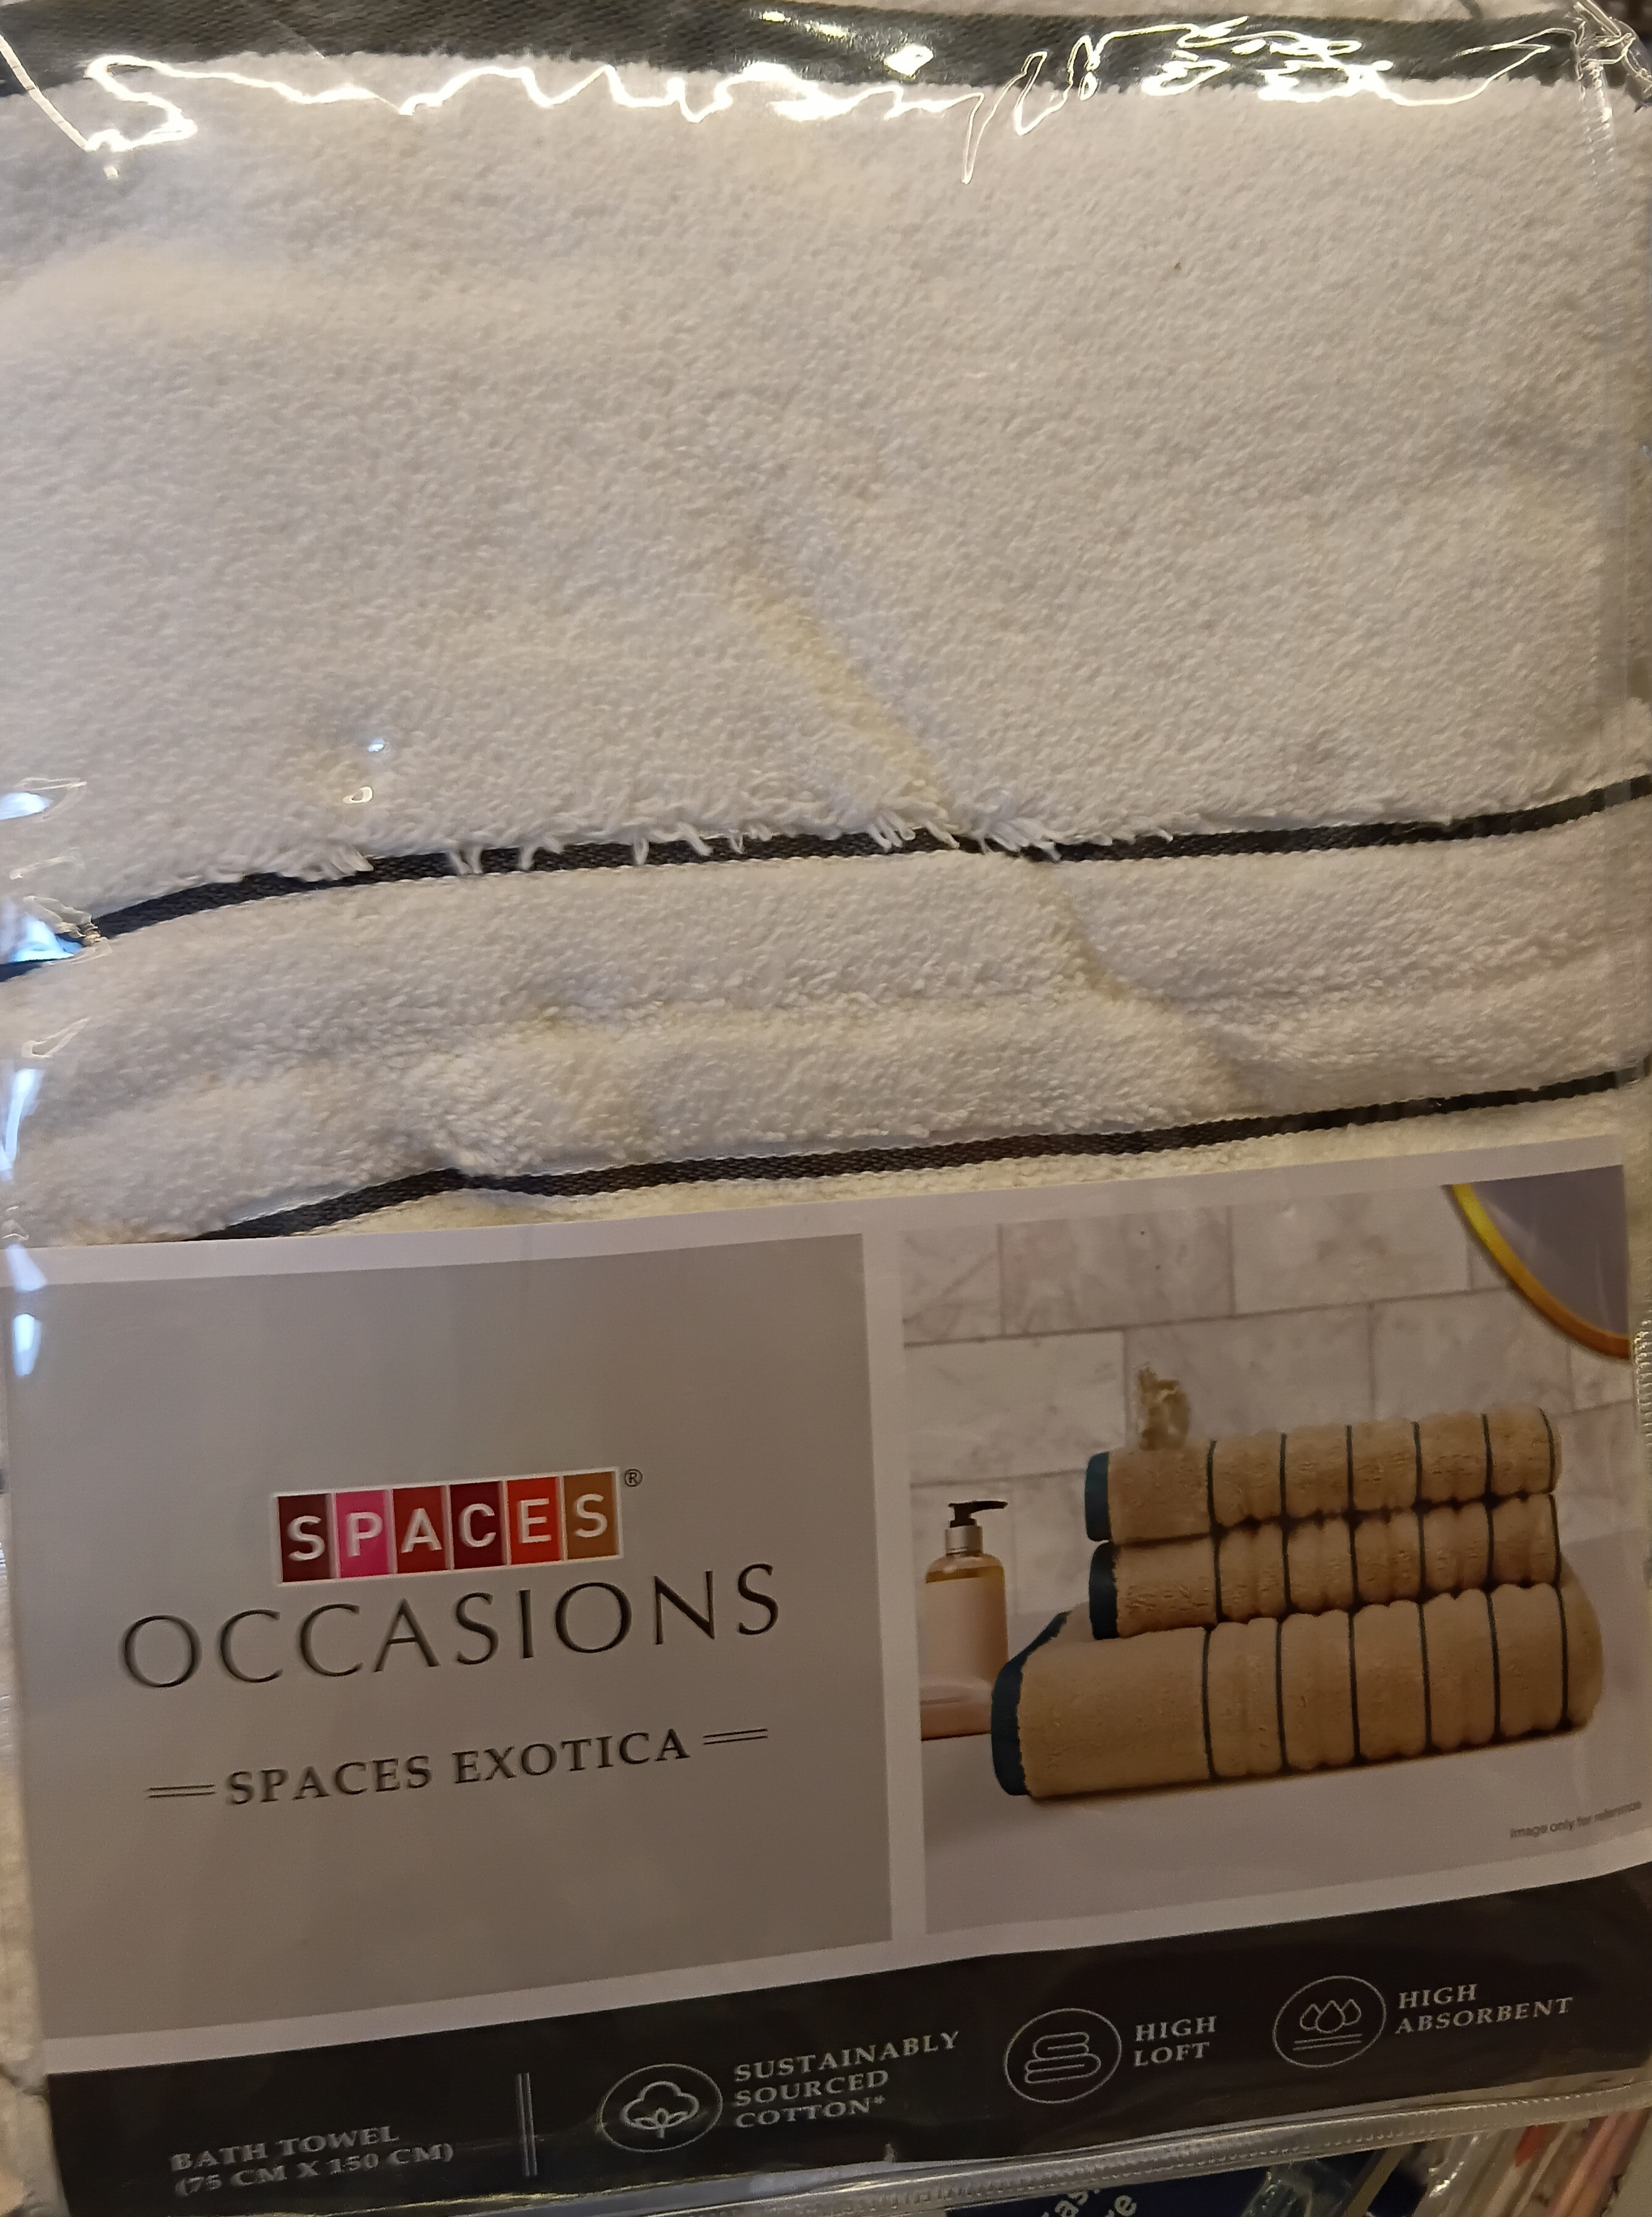 SPACES®
OCCASIONS
SPACES EXOTICA
Image only for reference
BATH TOWEL
(75 CM X 150 CM)
SUSTAINABLY
SOURCED
COTTON*
HIGH
LOFT
HIGH
ABSORBENT